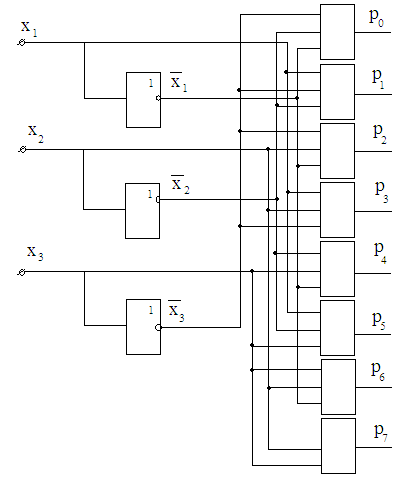 x₁
p₀
1 x̅₁
p₁
x₂
p₂
1 x̅₂
p₃
x₃
p₄
1 x̅₃
p₅
p₆
p₇